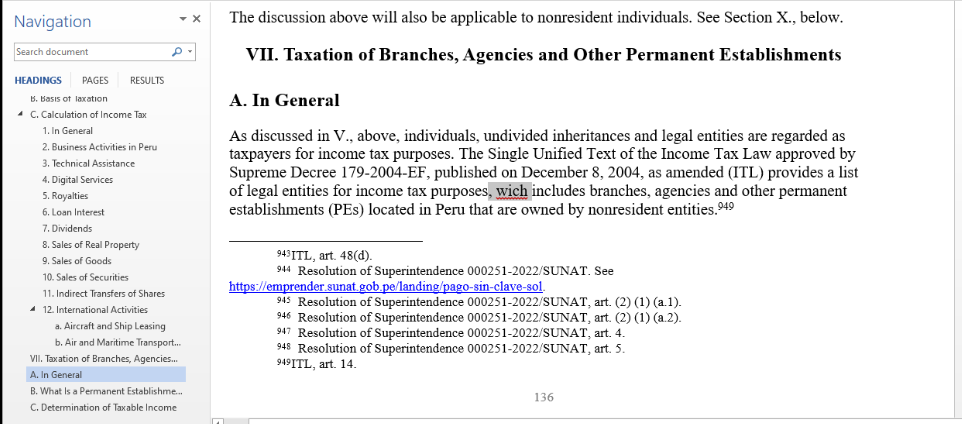 Navigation
Search document
HEADINGS PAGES RESULTS
B. Basis of Taxation
C. Calculation of Income Tax
1. In General
2. Business Activities in Peru
3. Technical Assistance
4. Digital Services
5. Royalties
6. Loan Interest
7. Dividends
8. Sales of Real Property
9. Sales of Goods
10. Sales of Securities
11. Indirect Transfers of Shares
12. International Activities
a. Aircraft and Ship Leasing
b. Air and Maritime Transport...
VII. Taxation of Branches, Agencies...
A. In General
B. What Is a Permanent Establishme...
C. Determination of Taxable Income
The discussion above will also be applicable to nonresident individuals. See Section X., below.
VII. Taxation of Branches, Agencies and Other Permanent Establishments
A. In General
As discussed in V., above, individuals, undivided inheritances and legal entities are regarded as
taxpayers for income tax purposes. The Single Unified Text of the Income Tax Law approved by
Supreme Decree 179-2004-EF, published on December 8, 2004, as amended (ITL) provides a list
of legal entities for income tax purposes, wich includes branches, agencies and other permanent
establishments (PEs) located in Peru that are owned by nonresident entities.949
943ITL, art. 48(d).
944 Resolution of Superintendence 000251-2022/SUNAT. See
https://emprender.sunat.gob.pe/landing/pago-sin-clave-sol.
945 Resolution of Superintendence 000251-2022/SUNAT, art. (2) (1) (a.1).
946 Resolution of Superintendence 000251-2022/SUNAT, art. (2) (1) (a.2).
947 Resolution of Superintendence 000251-2022/SUNAT, art. 4.
948 Resolution of Superintendence 000251-2022/SUNAT, art. 5.
949ITL, art. 14.
136